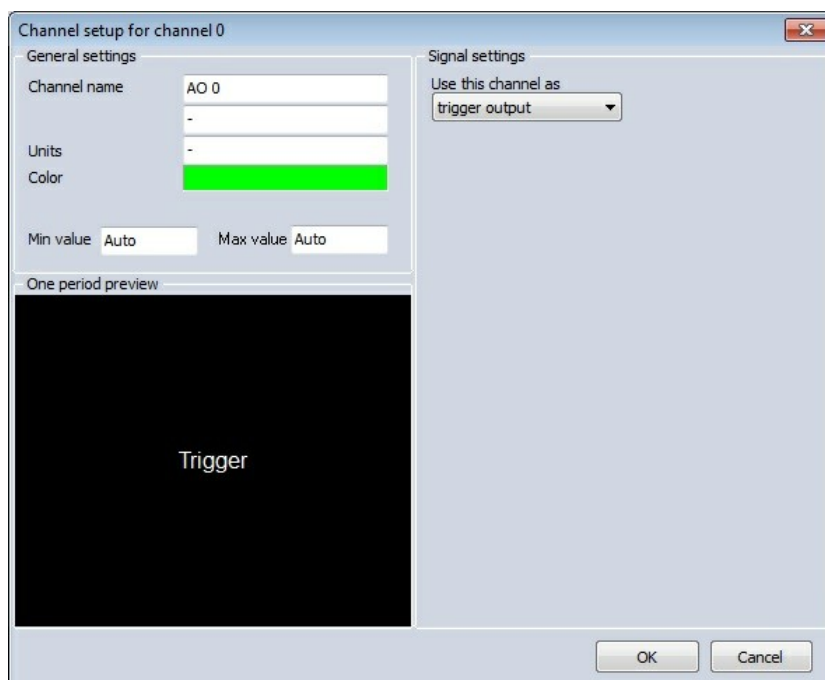 Channel setup for channel 0
General settings
Channel name AO 0
-
Units -
Color
Min value Auto Max value Auto
One period preview
Trigger
Signal settings
Use this channel as
trigger output
OK Cancel